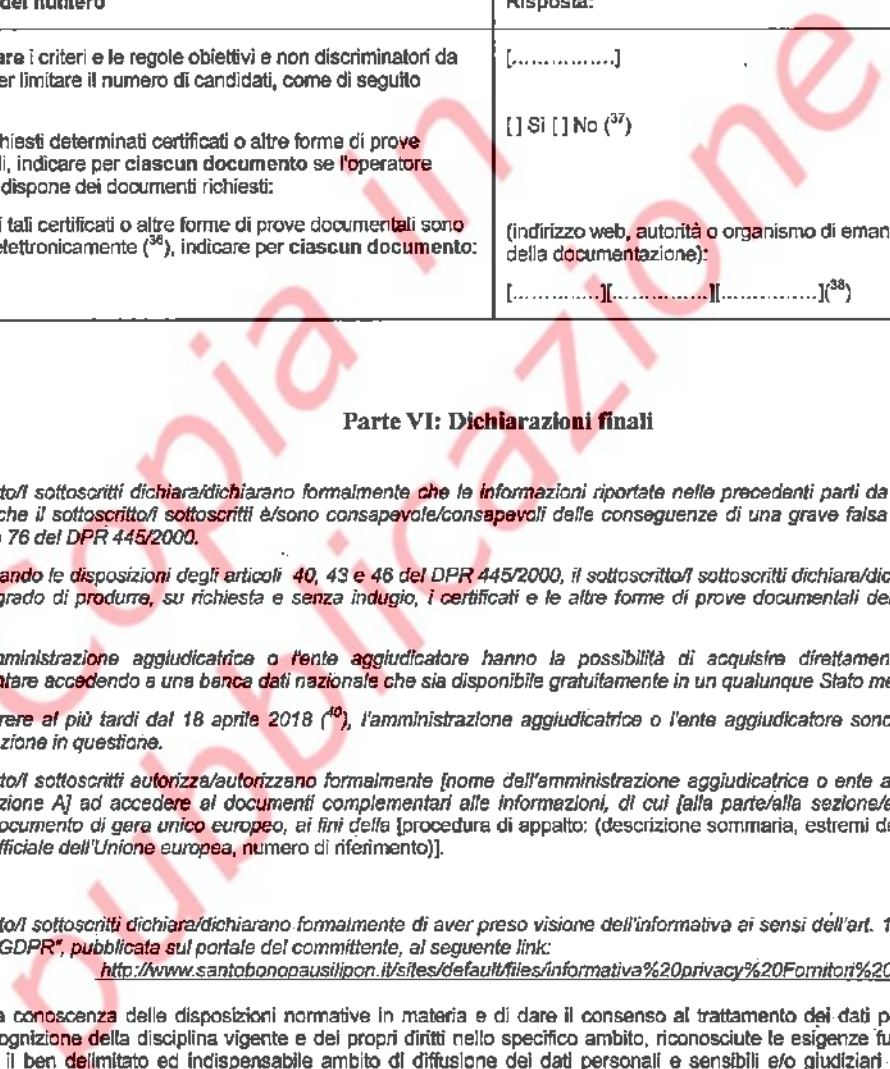 del numero
Risposta:
are i criteri e le regole obiettivi e non discriminatori da
er limitare il numero di candidati, come di seguito
[................]
hiesti determinati certificati o altre forme di prove
li, indicare per ciascun documento se l'operatore
dispone dei documenti richiesti:
[ ] Sì [ ] No (37)
i tali certificati o altre forme di prove documentali sono
elettronicamente (36), indicare per ciascun documento:
(indirizzo web, autorità o organismo di eman
della documentazione):
[..............][................][................](38)
Parte VI: Dichiarazioni finali
to/I sottoscritti dichiara/dichiarano formalmente che le informazioni riportate nelle precedenti parti da
che il sottoscritto/I sottoscritti è/sono consapevole/consapevoli delle conseguenze di una grave falsa
76 del DPR 445/2000.
ando le disposizioni degli articoli 40, 43 e 46 del DPR 445/2000, il sottoscritto/I sottoscritti dichiara/dic
grado di produrre, su richiesta e senza indugio, i certificati e le altre forme di prove documentali de
mministrazione aggiudicatrice o l'ente aggiudicatore hanno la possibilità di acquisire direttamen
ntare accedendo a una banca dati nazionale che sia disponibile gratuitamente in un qualunque Stato me
rere al più tardi dal 18 aprile 2018 (40), l'amministrazione aggiudicatrice o l'ente aggiudicatore sono
zione in questione.
to/I sottoscritti autorizza/autorizzano formalmente [nome dell'amministrazione aggiudicatrice o ente a
zione A] ad accedere ai documenti complementari alle informazioni, di cui [alla parte/alla sezione/a
ocumento di gara unico europeo, ai fini della [procedura di appalto: (descrizione sommaria, estremi de
fficiale dell'Unione europea, numero di riferimento)].
to/I sottoscritti dichiara/dichiarano formalmente di aver preso visione dell'informativa ai sensi dell'art. 1
GDPR", pubblicata sul portale del committente, al seguente link:
http://www.santobonopausilipon.it/sites/default/files/informativa%20privacy%20Fornitori%20
a conoscenza delle disposizioni normative in materia e di dare il consenso al trattamento dei dati p
ognizione della disciplina vigente e dei propri diritti nello specifico ambito, riconosciute le esigenze fu
il ben delimitato ed indispensabile ambito di diffusione dei dati personali e sensibili e/o giudiziari
Copia in
pubblicazione